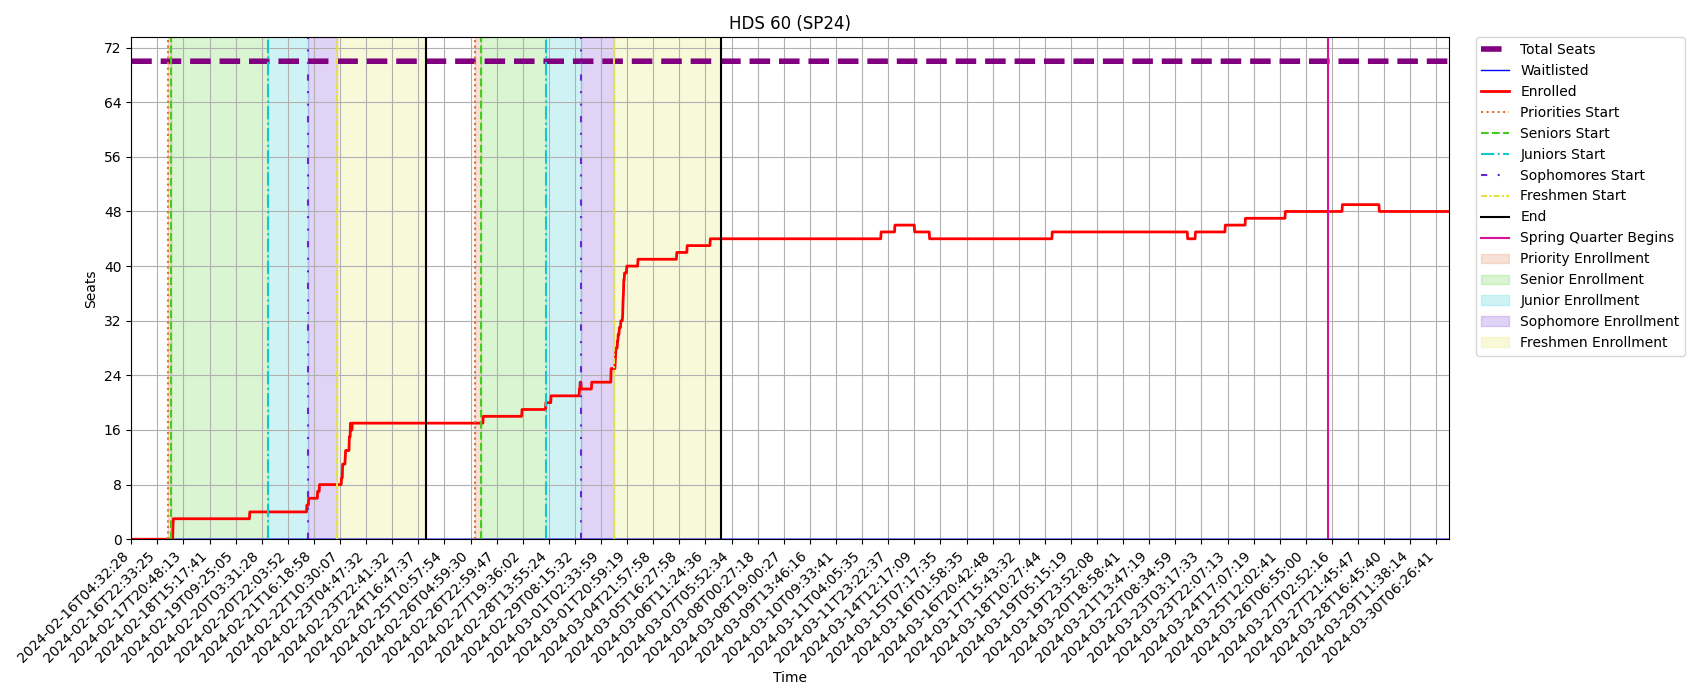 HDS 60 (SP24)
72
64
56
48
40
32
24
16
8
0
Seats
2024-02-16T04:32:28
2024-02-16T22:33:25
2024-02-17T20:48:13
2024-02-18T15:17:41
2024-02-19T09:25:05
2024-02-20T03:31:28
2024-02-20T22:03:52
2024-02-21T16:18:58
2024-02-22T10:30:07
2024-02-23T04:47:32
2024-02-23T22:41:32
2024-02-24T16:47:37
2024-02-25T10:57:54
2024-02-26T04:59:30
2024-02-26T22:59:47
2024-02-27T19:36:02
2024-02-28T13:55:24
2024-02-29T08:15:32
2024-03-01T02:33:59
2024-03-01T20:59:19
2024-03-04T21:57:58
2024-03-05T16:27:58
2024-03-06T11:24:36
2024-03-07T05:52:34
2024-03-08T00:27:18
2024-03-08T19:00:27
2024-03-09T13:46:16
2024-03-10T09:33:41
2024-03-11T04:05:35
2024-03-11T23:22:37
2024-03-14T12:17:09
2024-03-15T07:17:35
2024-03-16T01:58:35
2024-03-16T20:42:48
2024-03-17T15:43:32
2024-03-18T10:27:44
2024-03-19T05:15:19
2024-03-19T23:52:08
2024-03-20T18:58:41
2024-03-21T13:47:19
2024-03-22T08:34:59
2024-03-23T03:17:33
2024-03-23T22:07:13
2024-03-24T17:07:19
2024-03-25T12:02:41
2024-03-26T06:55:00
2024-03-27T02:52:16
2024-03-27T21:45:47
2024-03-28T16:45:40
2024-03-29T11:38:14
2024-03-30T06:26:41
Time
Total Seats
Waitlisted
Enrolled
Priorities Start
Seniors Start
Juniors Start
Sophomores Start
Freshmen Start
End
Spring Quarter Begins
Priority Enrollment
Senior Enrollment
Junior Enrollment
Sophomore Enrollment
Freshmen Enrollment